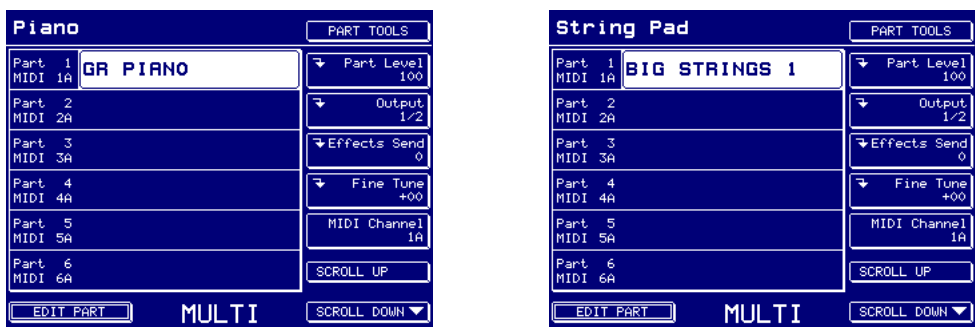 Piano
PART TOOLS
Part 1
MIDI 1A
GR PIANO
Part Level
100
Part 2
MIDI 2A
Output
1/2
Part 3
MIDI 3A
Effects Send
0
Part 4
MIDI 4A
Fine Tune
+00
Part 5
MIDI 5A
MIDI Channel
1A
Part 6
MIDI 6A
SCROLL UP
EDIT PART
MULTI
SCROLL DOWN
String Pad
PART TOOLS
Part 1
MIDI 1A
BIG STRINGS 1
Part Level
100
Part 2
MIDI 2A
Output
1/2
Part 3
MIDI 3A
Effects Send
0
Part 4
MIDI 4A
Fine Tune
+00
Part 5
MIDI 5A
MIDI Channel
1A
Part 6
MIDI 6A
SCROLL UP
EDIT PART
MULTI
SCROLL DOWN